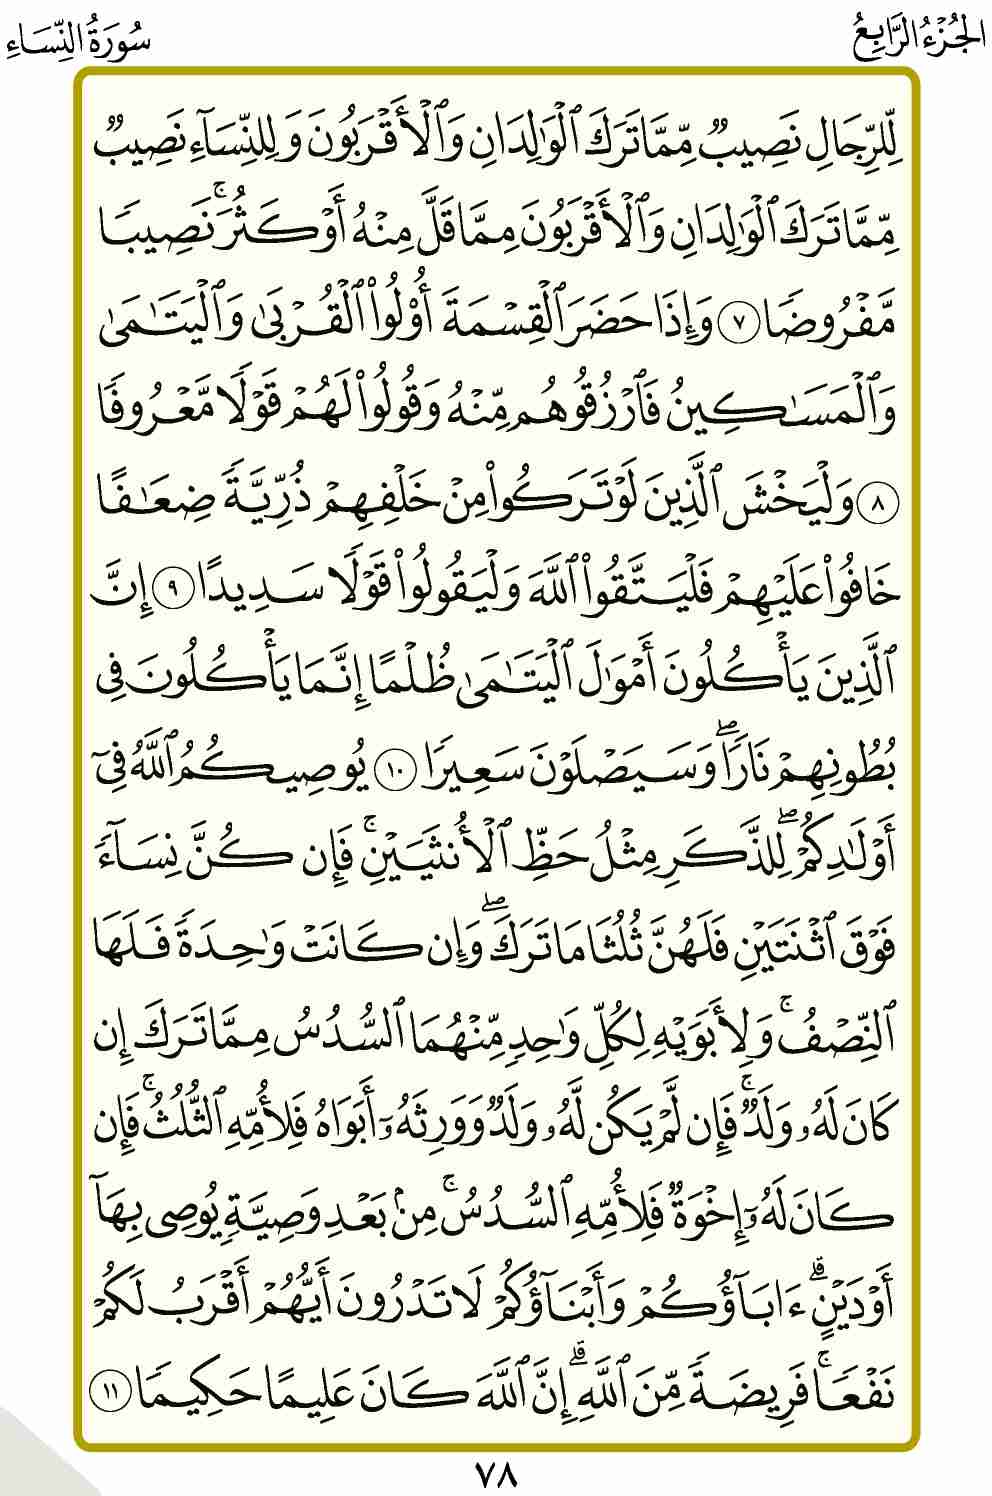 الجُزْءُ الرَّابِعُ
سُورَةُ النِّسَاءِ
لِّلرِّجَالِ نَصِيبٌ مِّمَّا تَرَكَ ٱلْوَٰلِدَانِ وَٱلْأَقْرَبُونَ وَلِلنِّسَآءِ نَصِيبٌ
مِّمَّا تَرَكَ ٱلْوَٰلِدَانِ وَٱلْأَقْرَبُونَ مِمَّا قَلَّ مِنْهُ أَوْ كَثُرَ ۚ نَصِيبًا
مَّفْرُوضًا ٧ وَإِذَا حَضَرَ ٱلْقِسْمَةَ أُو۟لُوا۟ ٱلْقُرْبَىٰ وَٱلْيَتَـٰمَىٰ
وَٱلْمَسَـٰكِينُ فَٱرْزُقُوهُم مِّنْهُ وَقُولُوا۟ لَهُمْ قَوْلًا مَّعْرُوفًا
٨ وَلْيَخْشَ ٱلَّذِينَ لَوْ تَرَكُوا۟ مِنْ خَلْفِهِمْ ذُرِّيَّةً ضِعَـٰفًا
خَافُوا۟ عَلَيْهِمْ فَلْيَتَّقُوا۟ ٱللَّهَ وَلْيَقُولُوا۟ قَوْلًا سَدِيدًا ٩ إِنَّ
ٱلَّذِينَ يَأْكُلُونَ أَمْوَٰلَ ٱلْيَتَـٰمَىٰ ظُلْمًا إِنَّمَا يَأْكُلُونَ فِى
بُطُونِهِمْ نَارًا ۖ وَسَيَصْلَوْنَ سَعِيرًا ١٠ يُوصِيكُمُ ٱللَّهُ فِىٓ
أَوْلَـٰدِكُمْ ۖ لِلذَّكَرِ مِثْلُ حَظِّ ٱلْأُنثَيَيْنِ ۚ فَإِن كُنَّ نِسَآءً
فَوْقَ ٱثْنَتَيْنِ فَلَهُنَّ ثُلُثَا مَا تَرَكَ ۖ وَإِن كَانَتْ وَٰحِدَةً فَلَهَا
ٱلنِّصْفُ ۚ وَلِأَبَوَيْهِ لِكُلِّ وَٰحِدٍ مِّنْهُمَا ٱلسُّدُسُ مِمَّا تَرَكَ إِن
كَانَ لَهُۥ وَلَدٌ ۚ فَإِن لَّمْ يَكُن لَّهُۥ وَلَدٌ وَوَرِثَهُۥٓ أَبَوَاهُ فَلِأُمِّهِ ٱلثُّلُثُ ۚ فَإِن
كَانَ لَهُۥٓ إِخْوَةٌ فَلِأُمِّهِ ٱلسُّدُسُ ۚ مِنۢ بَعْدِ وَصِيَّةٍ يُوصِى بِهَآ
أَوْ دَيْنٍ ۗ ءَابَآؤُكُمْ وَأَبْنَآؤُكُمْ لَا تَدْرُونَ أَيُّهُمْ أَقْرَبُ لَكُمْ
نَفْعًا ۚ فَرِيضَةً مِّنَ ٱللَّهِ ۗ إِنَّ ٱللَّهَ كَانَ عَلِيمًا حَكِيمًا ١١
٧٨